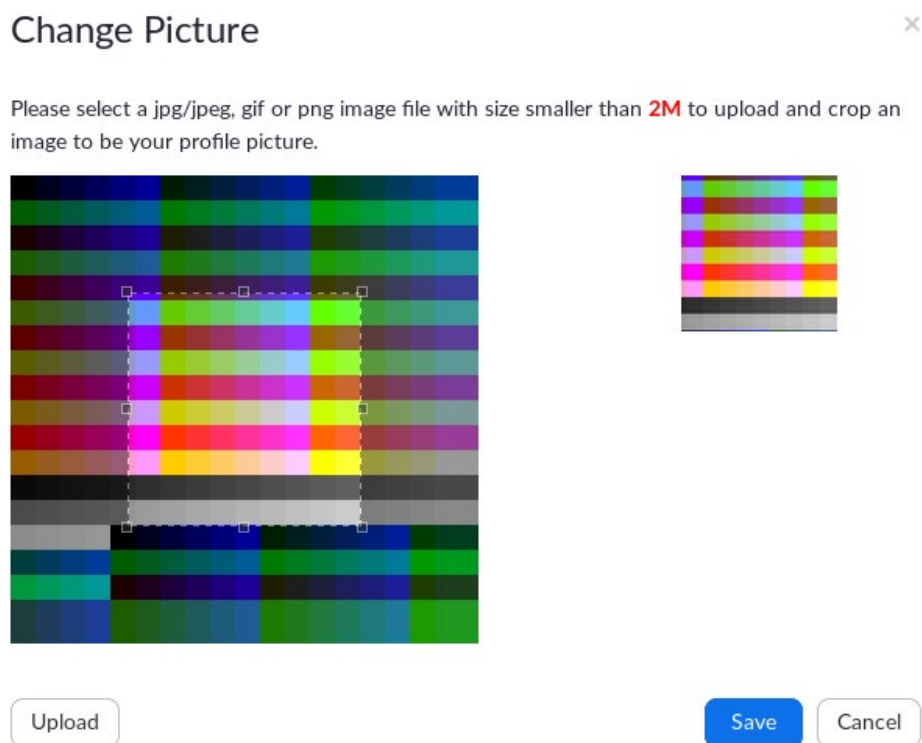 Change Picture
×
Please select a jpg/jpeg, gif or png image file with size smaller than 2M to upload and crop an
image to be your profile picture.
Upload
Save
Cancel